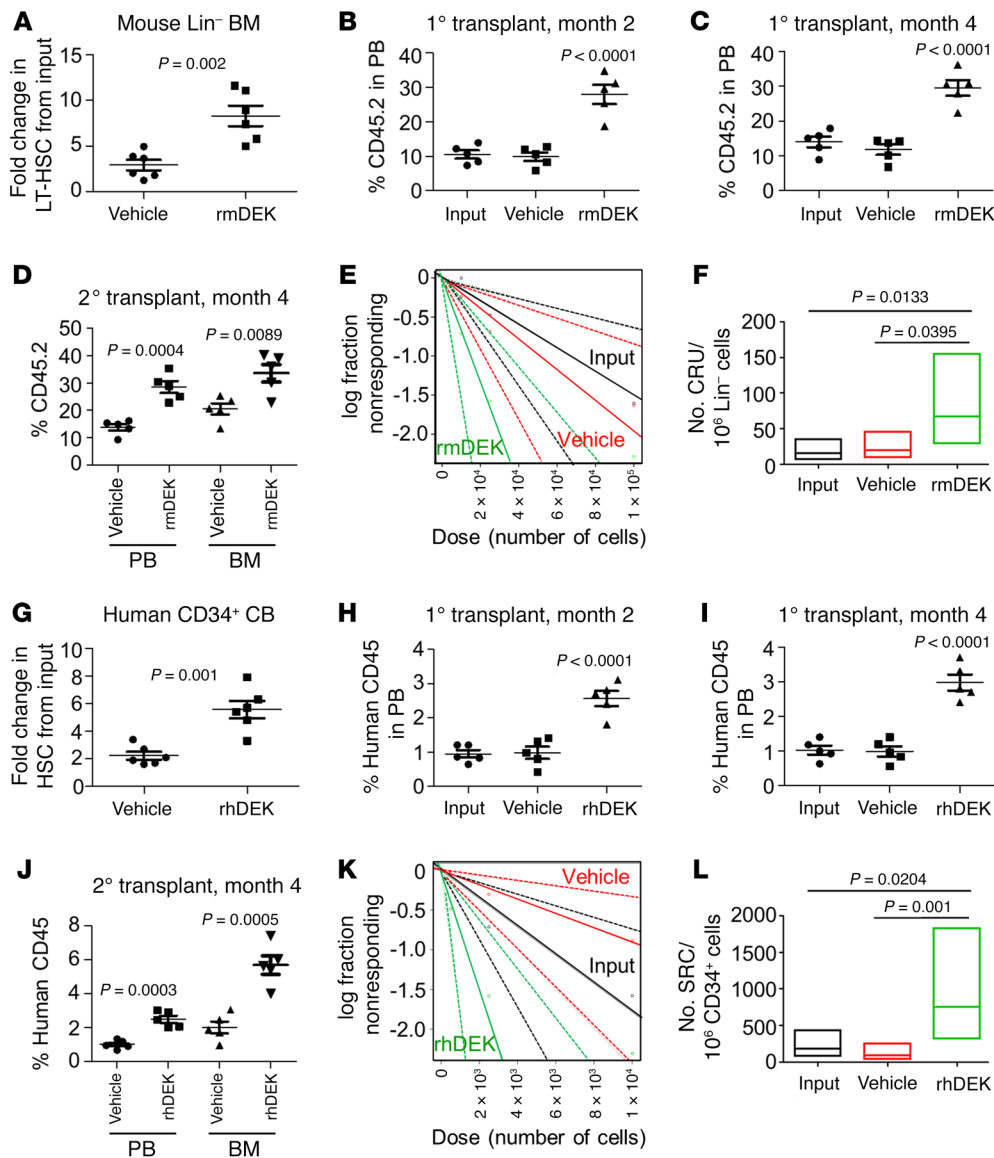 A
Mouse Lin⁻ BM
Fold change in
LT-HSC from input
15
10
5
0
P = 0.002
Vehicle
rmDEK
B
1° transplant, month 2
% CD45.2 in PB
40
30
20
10
0
P < 0.0001
Input
Vehicle
rmDEK
C
1° transplant, month 4
% CD45.2 in PB
40
30
20
10
0
P < 0.0001
Input
Vehicle
rmDEK
D
2° transplant, month 4
% CD45.2
50
40
30
20
10
0
P = 0.0004
P = 0.0089
Vehicle
rmDEK
Vehicle
rmDEK
PB
BM
E
log fraction
nonresponding
0
-0.5
-1.0
-1.5
-2.0
Input
Vehicle
rmDEK
0
2 × 10⁴
4 × 10⁴
6 × 10⁴
8 × 10⁴
1 × 10⁵
Dose (number of cells)
F
No. CRU/
10⁶ Lin⁻ cells
200
150
100
50
0
P = 0.0133
P = 0.0395
Input
Vehicle
rmDEK
G
Human CD34⁺ CB
Fold change in
HSC from input
10
8
6
4
2
0
P = 0.001
Vehicle
rhDEK
H
1° transplant, month 2
% Human CD45
in PB
4
3
2
1
0
P < 0.0001
Input
Vehicle
rhDEK
I
1° transplant, month 4
% Human CD45
in PB
4
3
2
1
0
P < 0.0001
Input
Vehicle
rhDEK
J
2° transplant, month 4
% Human CD45
8
6
4
2
0
P = 0.0003
P = 0.0005
Vehicle
rhDEK
Vehicle
rhDEK
PB
BM
K
log fraction
nonresponding
0
-0.5
-1.0
-1.5
-2.0
Vehicle
Input
rhDEK
0
2 × 10³
4 × 10³
6 × 10³
8 × 10³
1 × 10⁴
Dose (number of cells)
L
No. SRC/
10⁶ CD34⁺ cells
2000
1500
1000
500
0
P = 0.0204
P = 0.001
Input
Vehicle
rhDEK